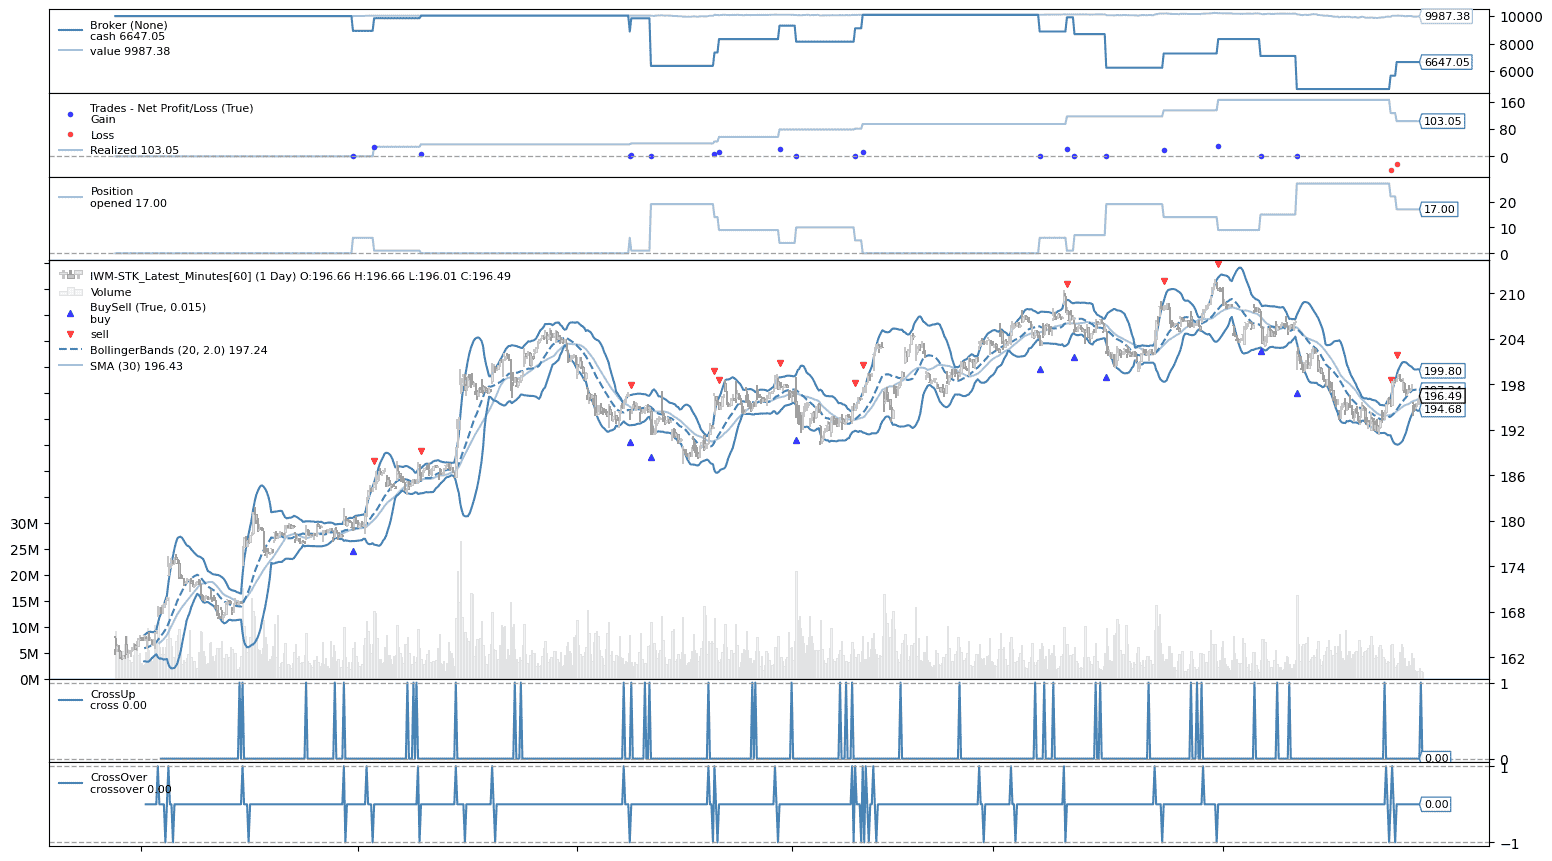 Broker (None)
cash 6647.05
value 9987.38
9987.38
6647.05
10000
8000
6000
Trades - Net Profit/Loss (True)
Gain
Loss
Realized 103.05
103.05
160
80
0
Position
opened 17.00
17.00
20
10
0
IWM-STK_Latest_Minutes[60] (1 Day) O:196.66 H:196.66 L:196.01 C:196.49
Volume
BuySell (True, 0.015)
buy
sell
BollingerBands (20, 2.0) 197.24
SMA (30) 196.43
210
204
198
192
186
180
174
168
162
199.80
196.49
194.68
30M
25M
20M
15M
10M
5M
0M
CrossUp
cross 0.00
0.00
1
0
CrossOver
crossover 0.00
0.00
1
−1